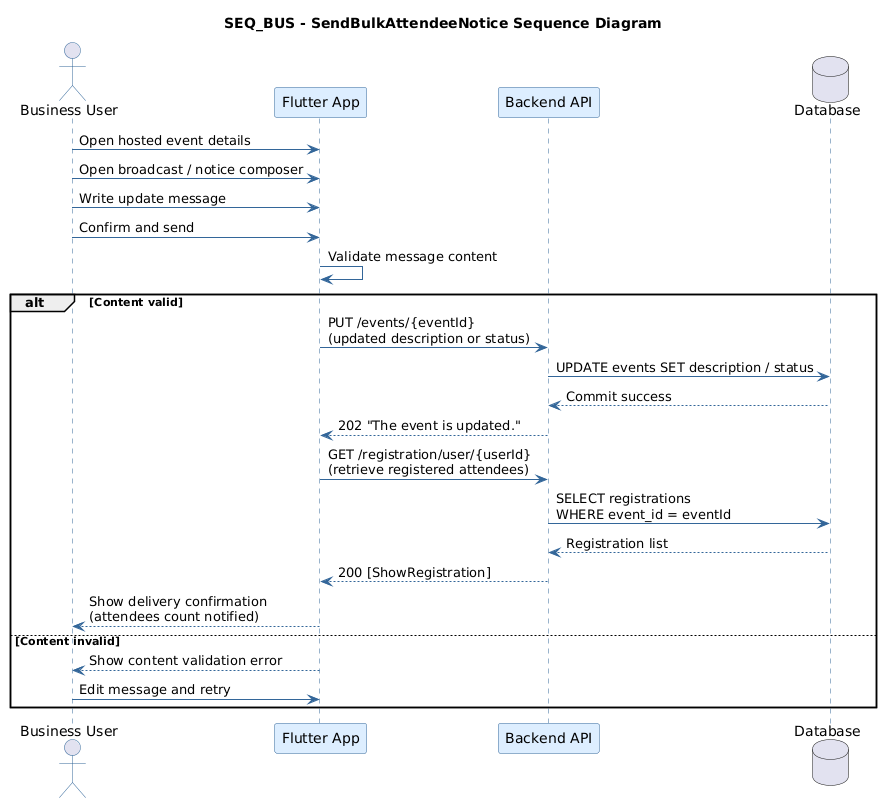 SEQ_BUS - SendBulkAttendeeNotice Sequence Diagram
Business User
Flutter App
Backend API
Database
Open hosted event details
Open broadcast / notice composer
Write update message
Confirm and send
Validate message content
alt
[Content valid]
PUT /events/{eventId}
(updated description or status)
UPDATE events SET description / status
Commit success
202 "The event is updated."
GET /registration/user/{userId}
(retrieve registered attendees)
SELECT registrations
WHERE event_id = eventId
Registration list
200 [ShowRegistration]
Show delivery confirmation
(attendees count notified)
[Content invalid]
Show content validation error
Edit message and retry
Business User
Flutter App
Backend API
Database